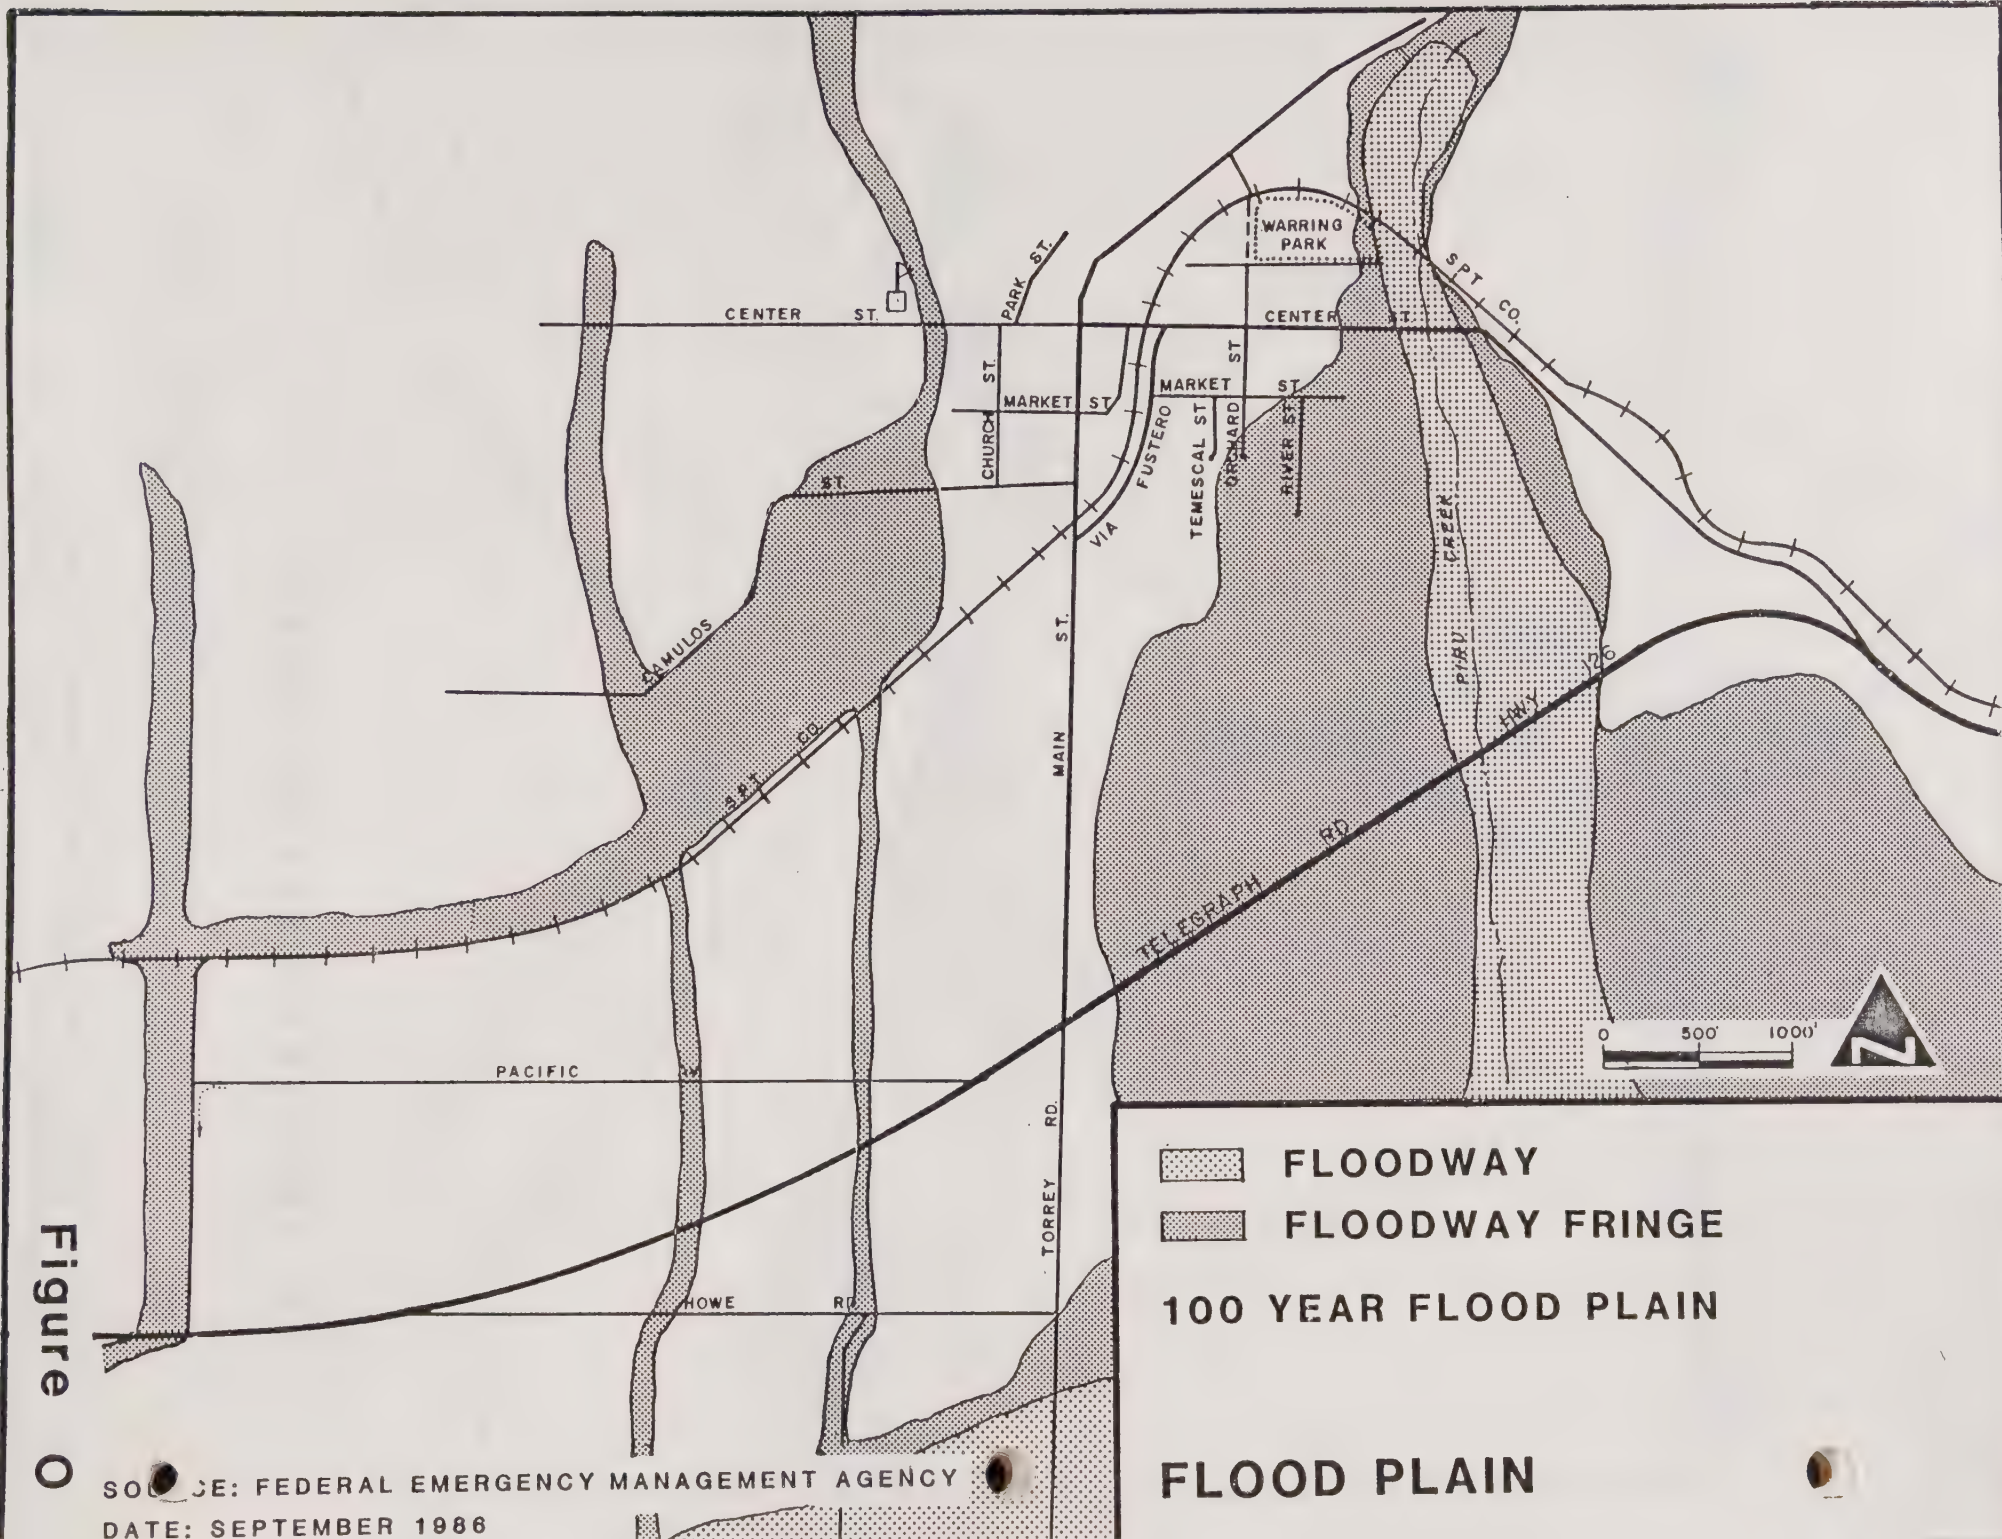 WARRING
PARK
PARK ST.
S.P.T. CO.
CENTER ST.
CENTER ST.
CHURCH ST.
MARKET ST.
MARKET ST.
VIA FUSTERO
TEMESCAL ST
ORCHARD ST
RIVER ST
CAMULOS ST.
PIRU CREEK
MAIN ST.
S.P.T. CO.
TELEGRAPH RD
HWY 126
PACIFIC AV
TORREY RD.
HOWE RD
0 500' 1000'
N
FLOODWAY
FLOODWAY FRINGE
100 YEAR FLOOD PLAIN
FLOOD PLAIN
Figure O
SOU CE: FEDERAL EMERGENCY MANAGEMENT AGENCY
DATE: SEPTEMBER 1986